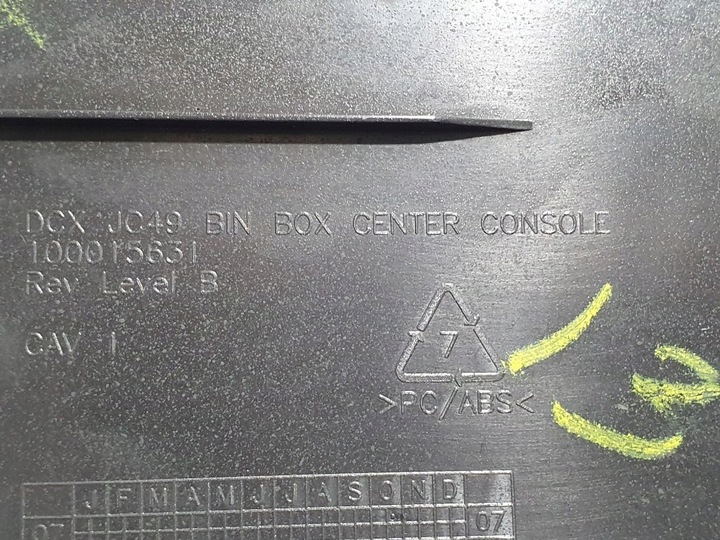 DCX JC49 BIN BOX CENTER CONSOLE
100015631
Rev Level B
CAV 1
7
>PC/ABS<
J F M A M J J A S O N D
07 07